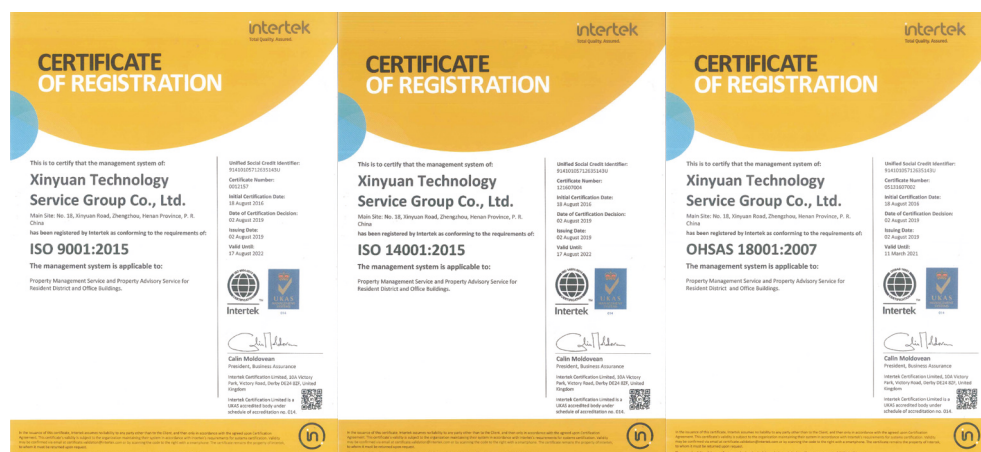 intertek
Total Quality. Assured.
CERTIFICATE
OF REGISTRATION
This is to certify that the management system of:
Xinyuan Technology
Service Group Co., Ltd.
Main Site: No. 18, Xinyuan Road, Zhengzhou, Henan Province, P. R.
China
has been registered by Intertek as conforming to the requirements of:
ISO 9001:2015
The management system is applicable to:
Property Management Service and Property Advisory Service for
Resident District and Office Buildings.
Unified Social Credit Identifier:
91410105712635143U
Certificate Number:
0012157
Initial Certification Date:
18 August 2016
Date of Certification Decision:
02 August 2019
Issuing Date:
02 August 2019
Valid Until:
17 August 2022
Intertek
UKAS
014
Calin Moldovean
President, Business Assurance
Intertek Certification Limited, 10A Victory
Park, Victory Road, Derby DE24 8ZF, United
Kingdom
Intertek Certification Limited is a
UKAS accredited body under
schedule of accreditation no. 014.
intertek
Total Quality. Assured.
CERTIFICATE
OF REGISTRATION
This is to certify that the management system of:
Xinyuan Technology
Service Group Co., Ltd.
Main Site: No. 18, Xinyuan Road, Zhengzhou, Henan Province, P. R.
China
has been registered by Intertek as conforming to the requirements of:
ISO 14001:2015
The management system is applicable to:
Property Management Service and Property Advisory Service for
Resident District and Office Buildings.
Unified Social Credit Identifier:
91410105712635143U
Certificate Number:
121607004
Initial Certification Date:
18 August 2016
Date of Certification Decision:
02 August 2019
Issuing Date:
02 August 2019
Valid Until:
17 August 2022
Intertek
UKAS
014
Calin Moldovean
President, Business Assurance
Intertek Certification Limited, 10A Victory
Park, Victory Road, Derby DE24 8ZF, United
Kingdom
Intertek Certification Limited is a
UKAS accredited body under
schedule of accreditation no. 014.
intertek
Total Quality. Assured.
CERTIFICATE
OF REGISTRATION
This is to certify that the management system of:
Xinyuan Technology
Service Group Co., Ltd.
Main Site: No. 18, Xinyuan Road, Zhengzhou, Henan Province, P. R.
China
has been registered by Intertek as conforming to the requirements of:
OHSAS 18001:2007
The management system is applicable to:
Property Management Service and Property Advisory Service for
Resident District and Office Buildings.
Unified Social Credit Identifier:
91410105712635143U
Certificate Number:
05131607002
Initial Certification Date:
18 August 2016
Date of Certification Decision:
02 August 2019
Issuing Date:
02 August 2019
Valid Until:
11 March 2021
Intertek
UKAS
014
Calin Moldovean
President, Business Assurance
Intertek Certification Limited, 10A Victory
Park, Victory Road, Derby DE24 8ZF, United
Kingdom
Intertek Certification Limited is a
UKAS accredited body under
schedule of accreditation no. 014.